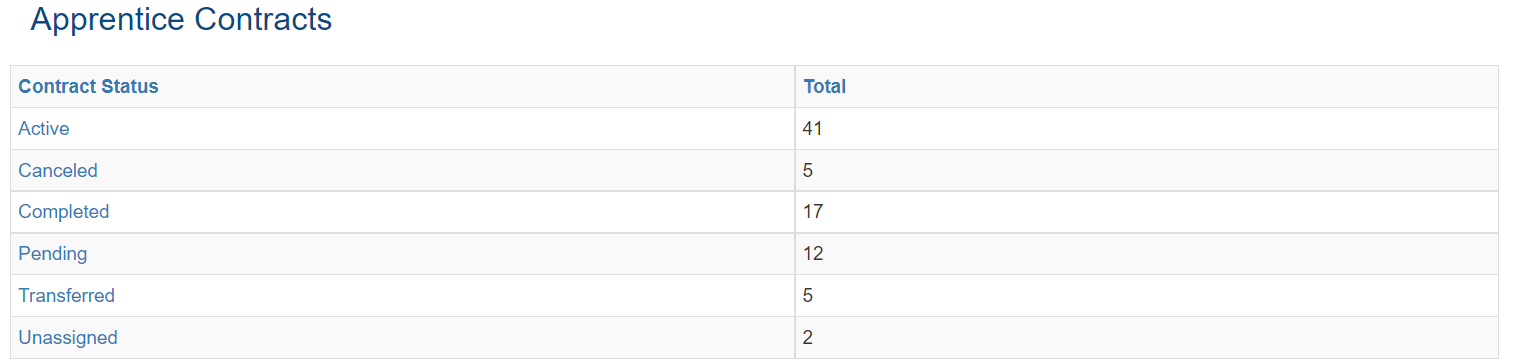 Apprentice Contracts
Contract Status Total
Active 41
Canceled 5
Completed 17
Pending 12
Transferred 5
Unassigned 2